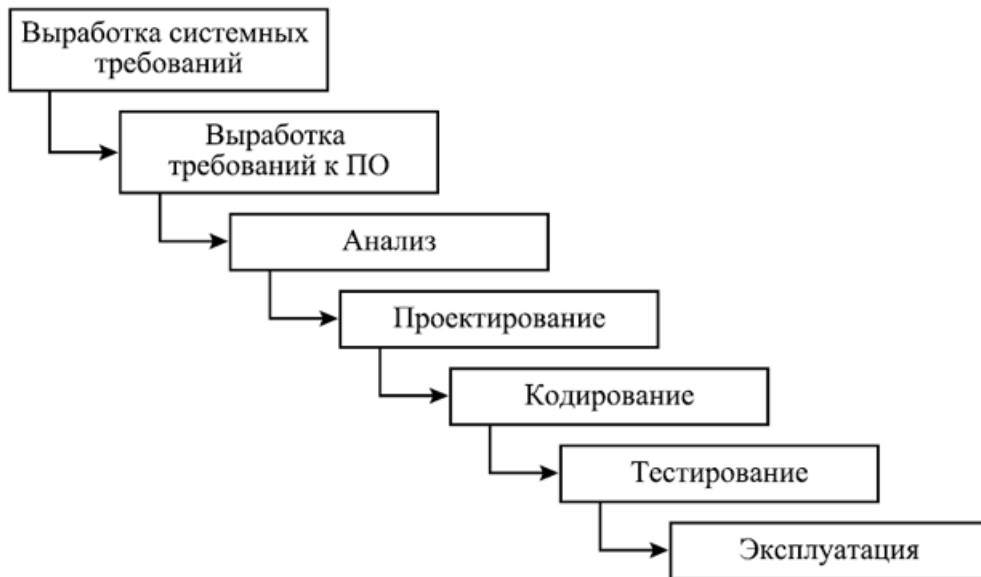 Выработка системных
требований
Выработка
требований к ПО
Анализ
Проектирование
Кодирование
Тестирование
Эксплуатация